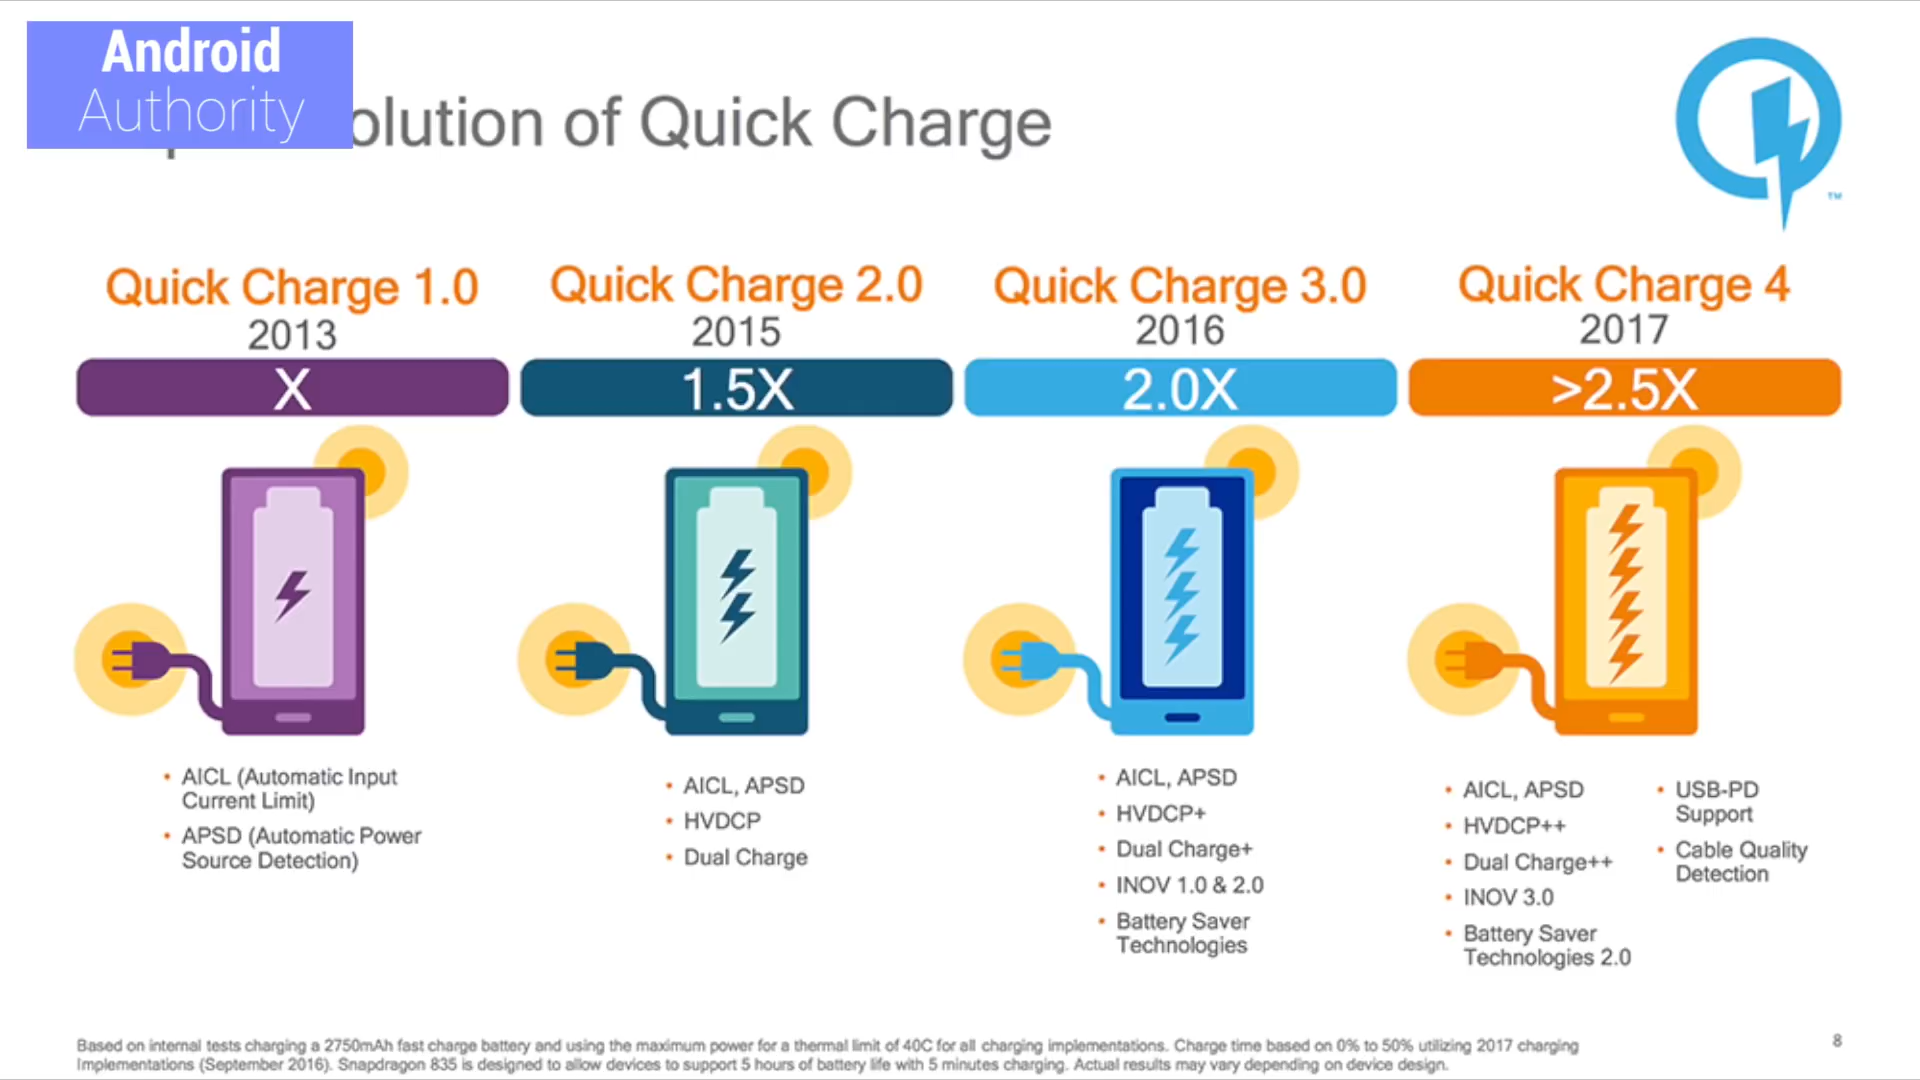 Android
Authority
olution of Quick Charge
TM
Quick Charge 1.0
2013
X
Quick Charge 2.0
2015
1.5X
Quick Charge 3.0
2016
2.0X
Quick Charge 4
2017
>2.5X
• AICL (Automatic Input
Current Limit)
• APSD (Automatic Power
Source Detection)
• AICL, APSD
• HVDCP
• Dual Charge
• AICL, APSD
• HVDCP+
• Dual Charge+
• INOV 1.0 & 2.0
• Battery Saver
Technologies
• AICL, APSD
• HVDCP++
• Dual Charge++
• INOV 3.0
• Battery Saver
Technologies 2.0
• USB-PD
Support
• Cable Quality
Detection
Based on internal tests charging a 2750mAh fast charge battery and using the maximum power for a thermal limit of 40C for all charging implementations. Charge time based on 0% to 50% utilizing 2017 charging
Implementations (September 2016). Snapdragon 835 is designed to allow devices to support 5 hours of battery life with 5 minutes charging. Actual results may vary depending on device design.
8